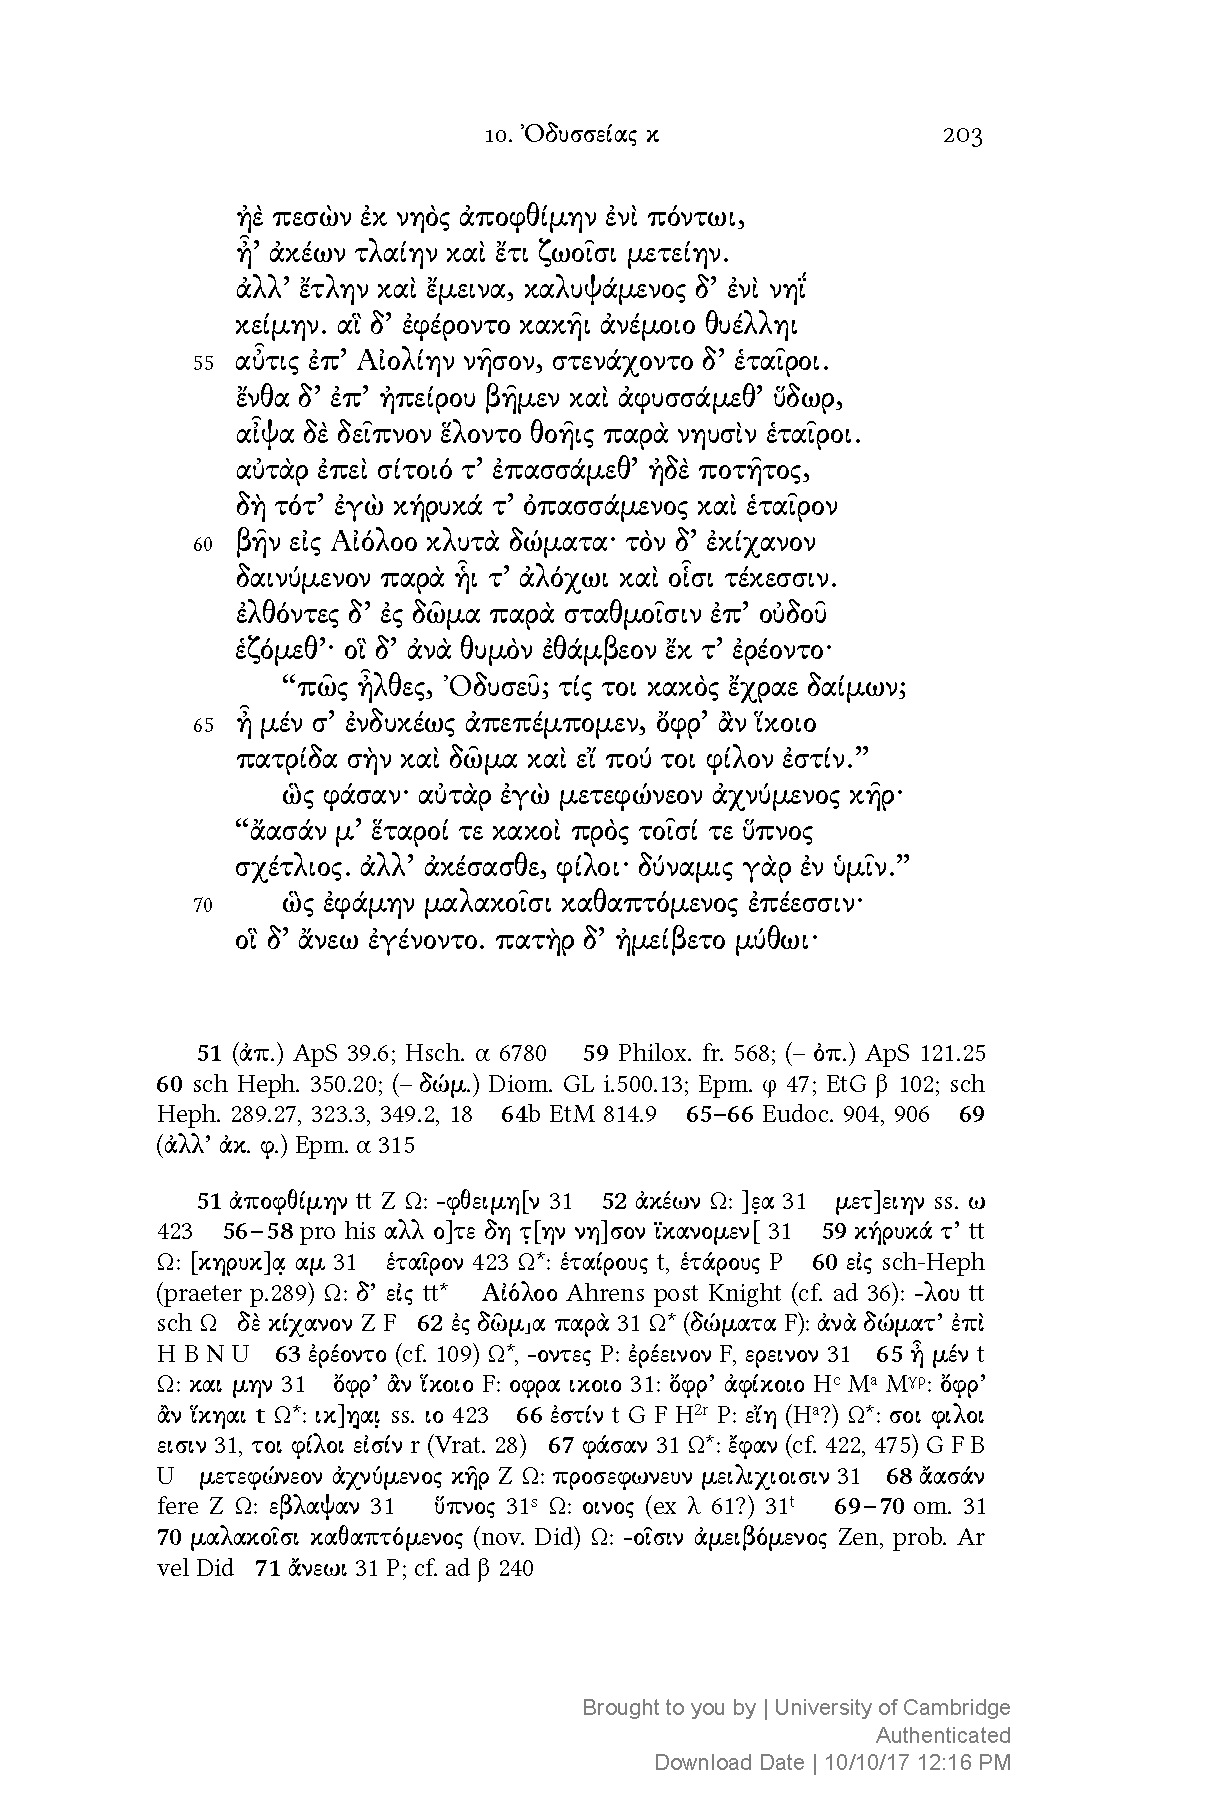 10. Ὀδυσσείας κ 203
ἠὲ πεσὼν ἐκ νηὸς ἀποφθίμην ἐνὶ πόντωι,
ἦ’ ἀκέων τλαίην καὶ ἔτι ζωοῖσι μετείην.
ἀλλ’ ἔτλην καὶ ἔμεινα, καλυψάμενος δ’ ἐνὶ νηΐ
κείμην. αἳ δ’ ἐφέροντο κακῆι ἀνέμοιο θυέλληι
55 αὖτις ἐπ’ Αἰολίην νῆσον, στενάχοντο δ’ ἑταῖροι.
ἔνθα δ’ ἐπ’ ἠπείρου βῆμεν καὶ ἀφυσσάμεθ’ ὕδωρ,
αἶψα δὲ δεῖπνον ἕλοντο θοῆις παρὰ νηυσὶν ἑταῖροι.
αὐτὰρ ἐπεὶ σίτοιό τ’ ἐπασσάμεθ’ ἠδὲ ποτῆτος,
δὴ τότ’ ἐγὼ κήρυκά τ’ ὀπασσάμενος καὶ ἑταῖρον
60 βῆν εἰς Αἰόλοο κλυτὰ δώματα· τὸν δ’ ἐκίχανον
δαινύμενον παρὰ ἧι τ’ ἀλόχωι καὶ οἷσι τέκεσσιν.
ἐλθόντες δ’ ἐς δῶμα παρὰ σταθμοῖσιν ἐπ’ οὐδοῦ
ἑζόμεθ’· οἳ δ’ ἀνὰ θυμὸν ἐθάμβεον ἔκ τ’ ἐρέοντο·
“πῶς ἦλθες, Ὀδυσεῦ; τίς τοι κακὸς ἔχραε δαίμων;
65 ἦ μέν σ’ ἐνδυκέως ἀπεπέμπομεν, ὄφρ’ ἂν ἵκοιο
πατρίδα σὴν καὶ δῶμα καὶ εἴ πού τοι φίλον ἐστίν.”
ὣς φάσαν· αὐτὰρ ἐγὼ μετεφώνεον ἀχνύμενος κῆρ·
“ἄασάν μ’ ἕταροί τε κακοὶ πρὸς τοῖσί τε ὕπνος
σχέτλιος. ἀλλ’ ἀκέσασθε, φίλοι· δύναμις γὰρ ἐν ὑμῖν.”
70 ὣς ἐφάμην μαλακοῖσι καθαπτόμενος ἐπέεσσιν·
οἳ δ’ ἄνεω ἐγένοντο. πατὴρ δ’ ἠμείβετο μύθωι·
51 (ἀπ.) ApS 39.6; Hsch. α 6780 59 Philox. fr. 568; (– ὀπ.) ApS 121.25
60 sch Heph. 350.20; (– δώμ.) Diom. GL i.500.13; Epm. φ 47; EtG β 102; sch
Heph. 289.27, 323.3, 349.2, 18 64b EtM 814.9 65–66 Eudoc. 904, 906 69
(ἀλλ’ ἀκ. φ.) Epm. α 315
51 ἀποφθίμην tt Z Ω: -φθειμη[ν 31 52 ἀκέων Ω: ]ε̣α 31 μετ]ειην ss. ω
423 56–58 pro his αλλ ο]τε δη τ̣[ην νη]σον ϊκανομεν[ 31 59 κήρυκά τ’ tt
Ω: [κηρυκ]α̣ αμ 31 ἑταῖρον 423 Ω*: ἑταίρους t, ἑτάρους P 60 εἰς sch-Heph
(praeter p.289) Ω: δ’ εἰς tt* Αἰόλοο Ahrens post Knight (cf. ad 36): -λου tt
sch Ω δὲ κίχανον Z F 62 ἐς δῶμ⌟α παρὰ 31 Ω* (δώματα F): ἀνὰ δώματ’ ἐπὶ
H B N U 63 ἐρέοντο (cf. 109) Ω*, -οντες P: ἐρέεινον F, ερεινον 31 65 ἦ μέν t
Ω: και μην 31 ὄφρ’ ἂν ἵκοιο F: οφρα ικοιο 31: ὄφρ’ ἀφίκοιο Hᶜ Mᵃ Mᵞᵖ: ὄφρ’
ἂν ἵκηαι t Ω*: ικ]η̣αι̣ ss. ιο 423 66 ἐστίν t G F H²ʳ P: εἴη (Hᵃ?) Ω*: σοι φιλοι
εισιν 31, τοι φίλοι εἰσίν r (Vrat. 28) 67 φάσαν 31 Ω*: ἔφαν (cf. 422, 475) G F B
U μετεφώνεον ἀχνύμενος κῆρ Z Ω: προσεφωνευν μειλιχιοισιν 31 68 ἄασάν
fere Z Ω: εβλαψαν 31 ὕπνος 31ˢ Ω: οινος (ex λ 61?) 31ᵗ 69–70 om. 31
70 μαλακοῖσι καθαπτόμενος (nov. Did) Ω: -οῖσιν ἀμειβόμενος Zen, prob. Ar
vel Did 71 ἄνεωι 31 P; cf. ad β 240
Brought to you by | University of Cambridge
Authenticated
Download Date | 10/10/17 12:16 PM